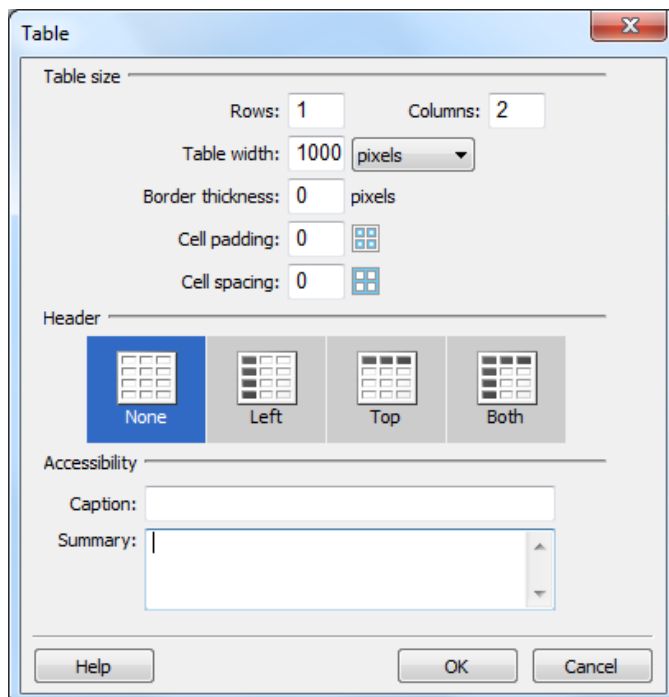 Table
Table size
Rows: 1 Columns: 2
Table width: 1000 pixels
Border thickness: 0 pixels
Cell padding: 0
Cell spacing: 0
Header
None Left Top Both
Accessibility
Caption:
Summary:
Help OK Cancel